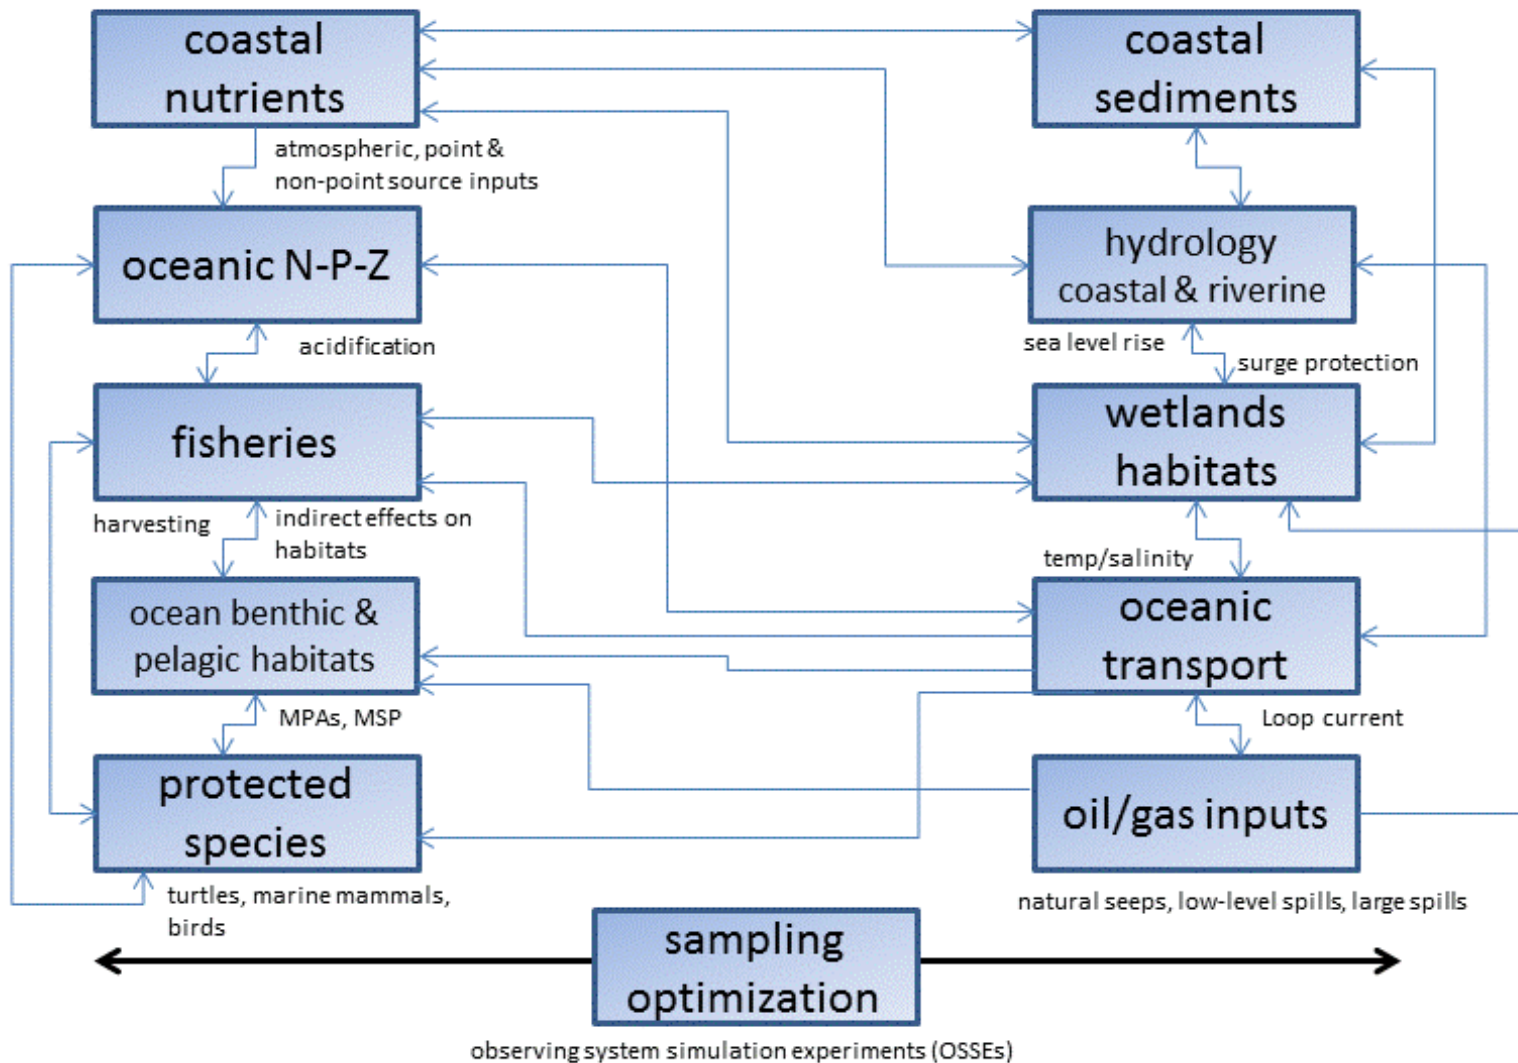 coastal
nutrients
coastal
sediments
atmospheric, point &
non-point source inputs
oceanic N-P-Z
hydrology
coastal & riverine
acidification
sea level rise
surge protection
fisheries
wetlands
habitats
harvesting
indirect effects on
habitats
temp/salinity
ocean benthic &
pelagic habitats
oceanic
transport
MPAs, MSP
Loop current
protected
species
oil/gas inputs
turtles, marine mammals,
birds
natural seeps, low-level spills, large spills
sampling
optimization
observing system simulation experiments (OSSEs)